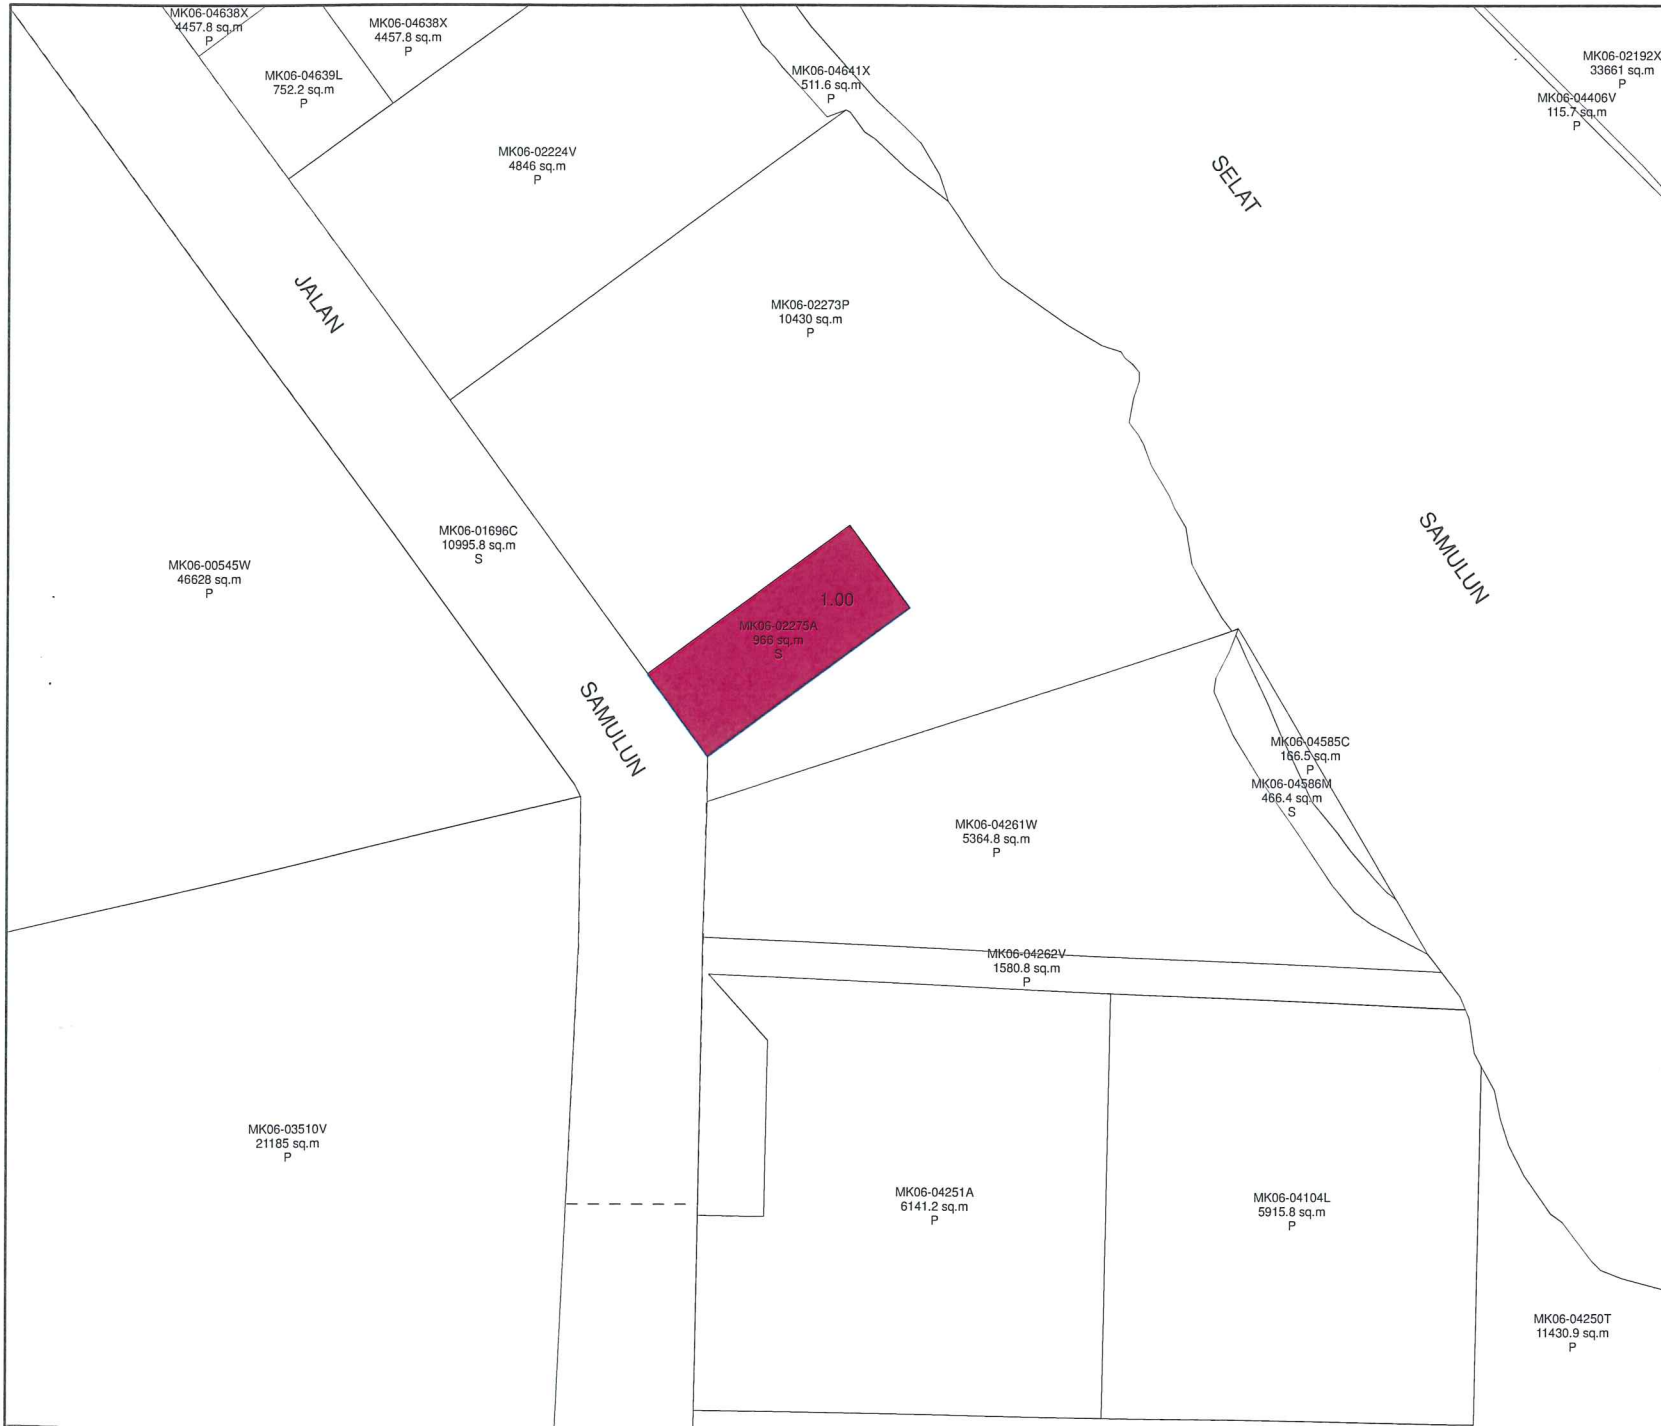 MK06-04638X
4457.8 sq.m
P
MK06-04638X
4457.8 sq.m
P
MK06-04639L
752.2 sq.m
P
MK06-04641X
511.6 sq.m
P
MK06-02192X
33661 sq.m
P
MK06-04406V
115.7 sq.m
P
MK06-02224V
4846 sq.m
P
SELAT
JALAN
MK06-02273P
10430 sq.m
P
MK06-01696C
10995.8 sq.m
S
SAMULUN
MK06-00545W
46628 sq.m
P
1.00
MK06-02275A
966 sq.m
S
SAMULUN
MK06-04585C
166.5 sq.m
P
MK06-04586M
466.4 sq.m
S
MK06-04261W
5364.8 sq.m
P
MK06-04262V
1580.8 sq.m
P
MK06-03510V
21185 sq.m
P
MK06-04251A
6141.2 sq.m
P
MK06-04104L
5915.8 sq.m
P
MK06-04250T
11430.9 sq.m
P